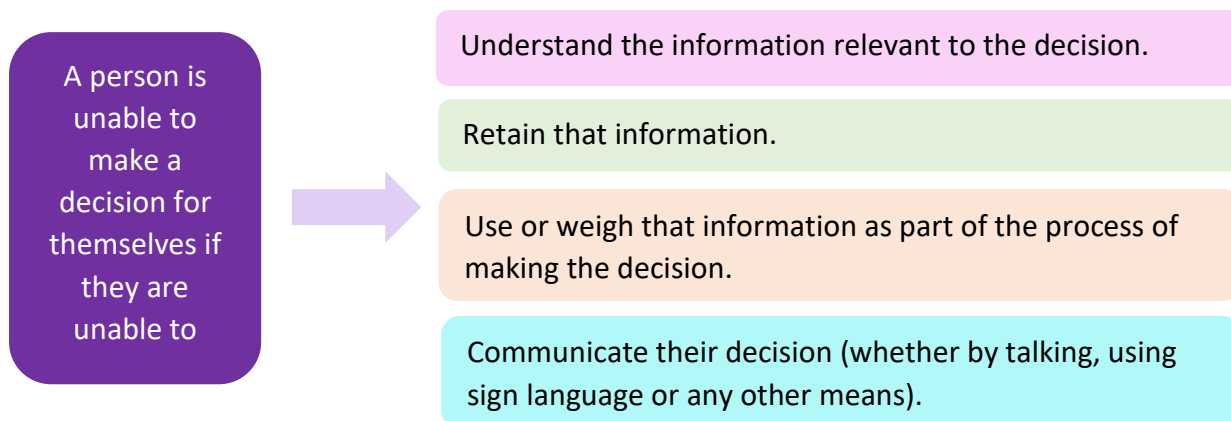 A person is
unable to
make a
decision for
themselves if
they are
unable to
Understand the information relevant to the decision.
Retain that information.
Use or weigh that information as part of the process of
making the decision.
Communicate their decision (whether by talking, using
sign language or any other means).